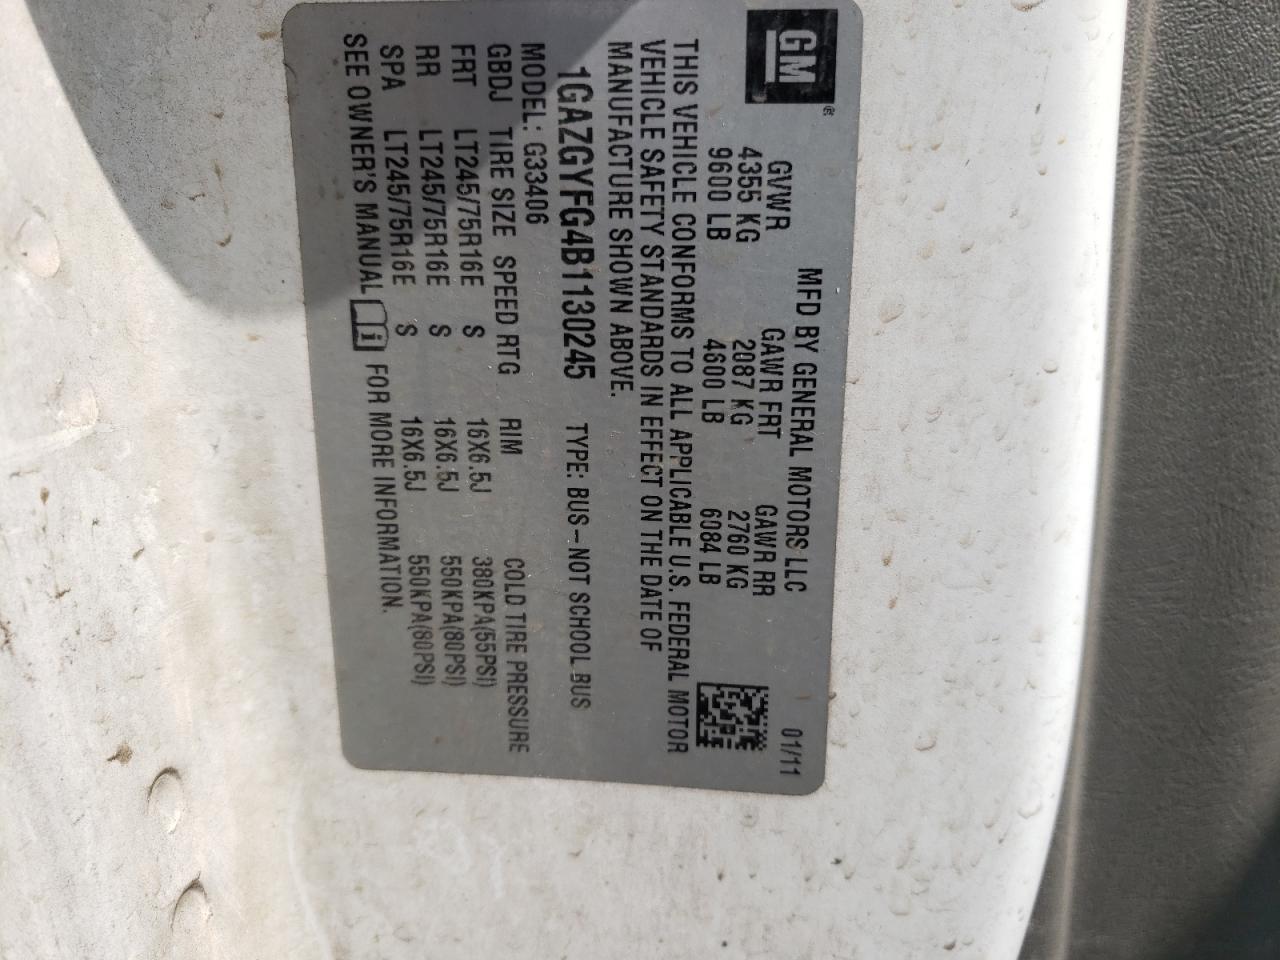 GM
MFD BY GENERAL MOTORS LLC 01/11
GVWR GAWR FRT GAWR RR
4355 KG 2087 KG 2760 KG
9600 LB 4600 LB 6084 LB
THIS VEHICLE CONFORMS TO ALL APPLICABLE U.S. FEDERAL MOTOR
VEHICLE SAFETY STANDARDS IN EFFECT ON THE DATE OF
MANUFACTURE SHOWN ABOVE.
1GAZGYFG4B1130245 TYPE: BUS – NOT SCHOOL BUS
MODEL: G33406
GBDJ TIRE SIZE SPEED RTG RIM COLD TIRE PRESSURE
FRT LT245/75R16E S 16X6.5J 380KPA(55PSI)
RR LT245/75R16E S 16X6.5J 550KPA(80PSI)
SPA LT245/75R16E S 16X6.5J 550KPA(80PSI)
SEE OWNER'S MANUAL i FOR MORE INFORMATION.